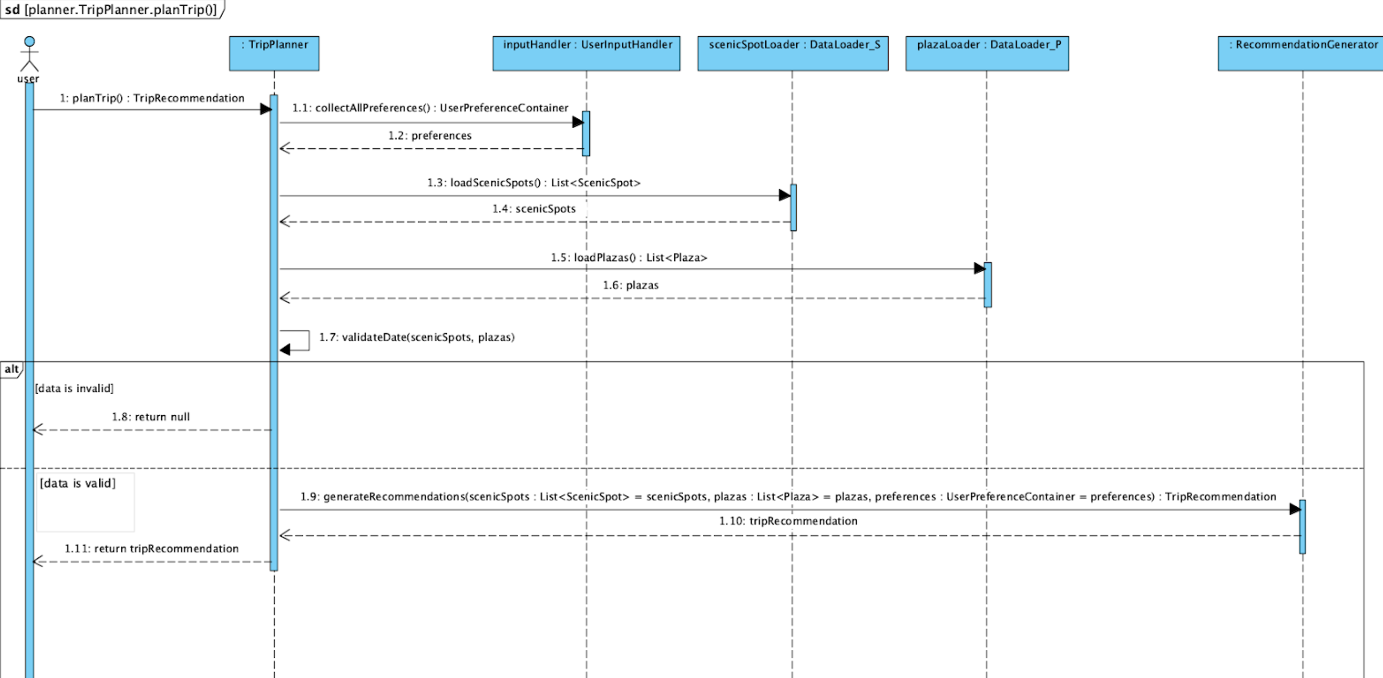 sd [planner.TripPlanner.planTrip()]
: TripPlanner
inputHandler : UserInputHandler
scenicSpotLoader : DataLoader_S
plazaLoader : DataLoader_P
: RecommendationGenerator
user
1: planTrip() : TripRecommendation
1.1: collectAllPreferences() : UserPreferenceContainer
1.2: preferences
1.3: loadScenicSpots() : List<ScenicSpot>
1.4: scenicSpots
1.5: loadPlazas() : List<Plaza>
1.6: plazas
1.7: validateDate(scenicSpots, plazas)
alt
[data is invalid]
1.8: return null
[data is valid]
1.9: generateRecommendations(scenicSpots : List<ScenicSpot> = scenicSpots, plazas : List<Plaza> = plazas, preferences : UserPreferenceContainer = preferences) : TripRecommendation
1.10: tripRecommendation
1.11: return tripRecommendation